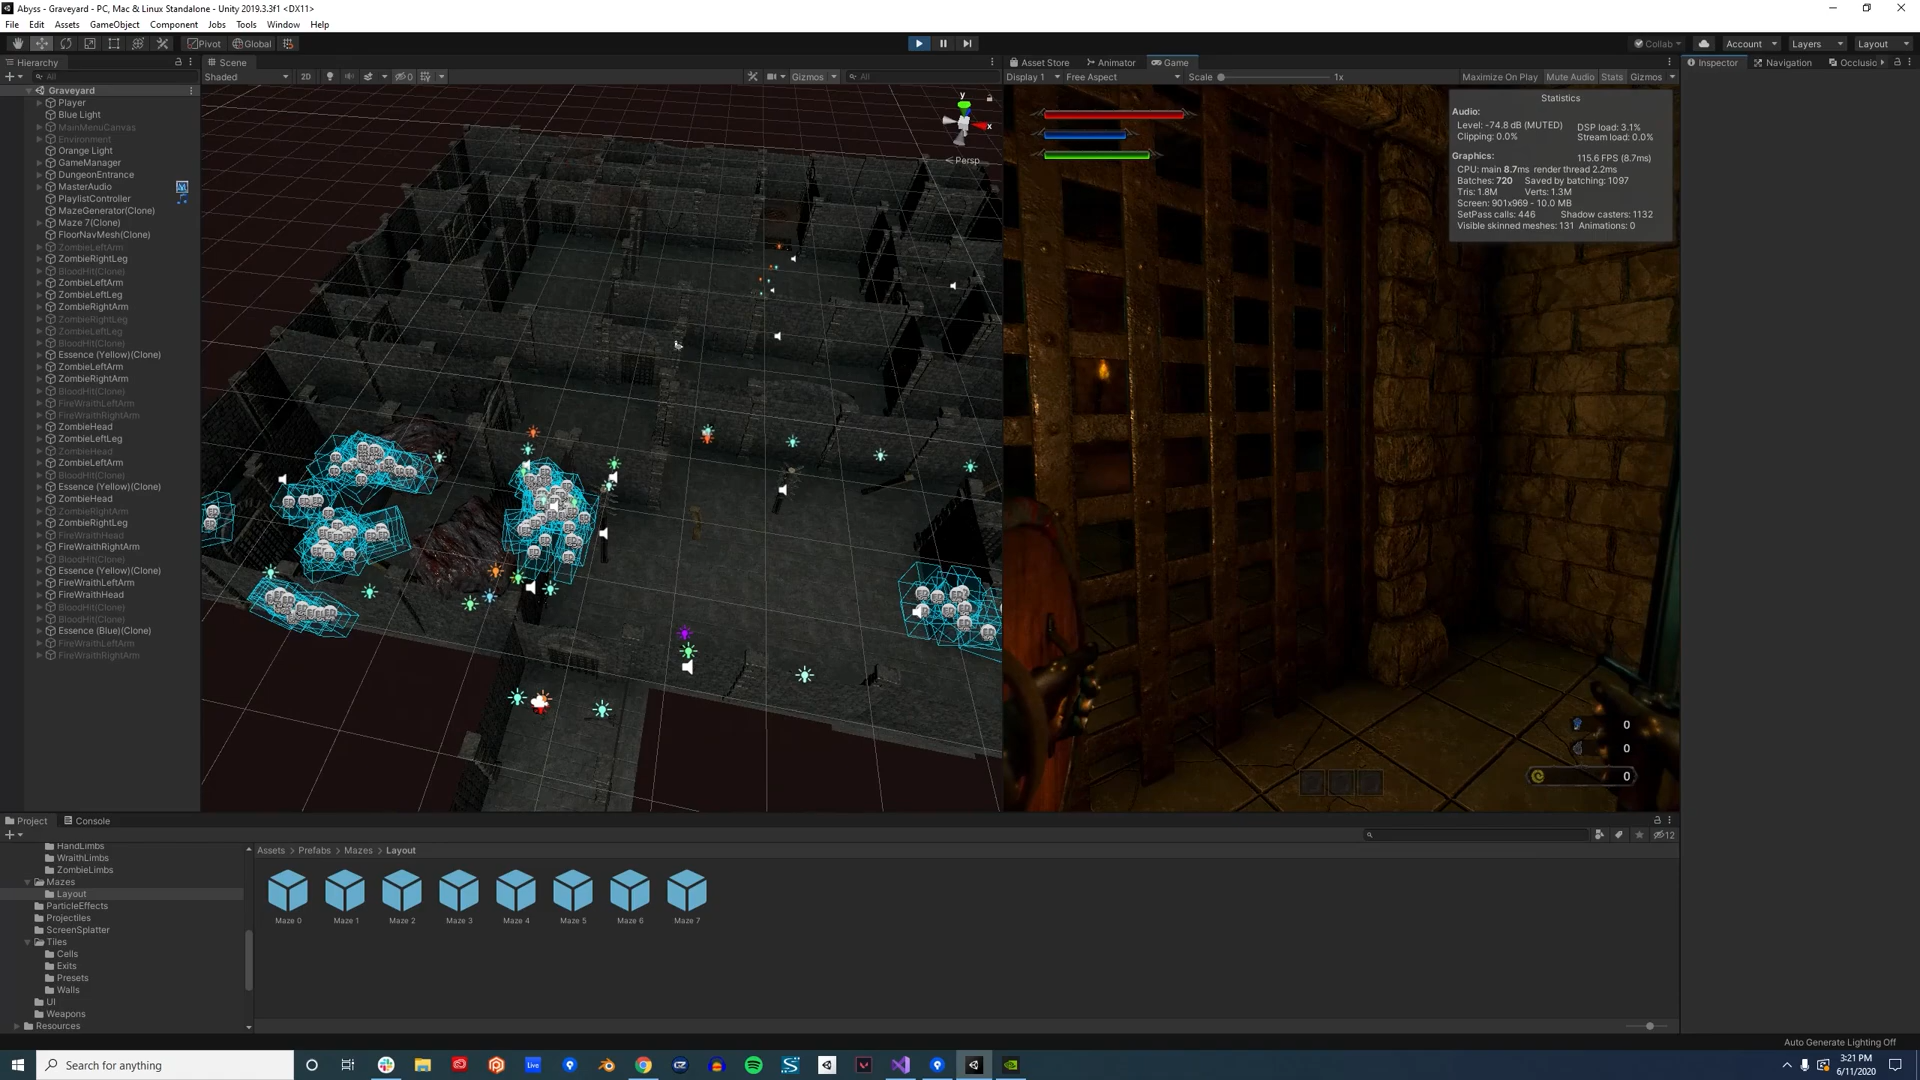 Abyss - Graveyard - PC, Mac & Linux Standalone - Unity 2019.3.3f1 <DX11>
File Edit Assets GameObject Component Jobs Tools Window Help
Pivot Global
Collab Account Layers Layout
Hierarchy
All
Graveyard
Player
Blue Light
MainMenuCanvas
Environment
Orange Light
GameManager
DungeonEntrance
MasterAudio
PlaylistController
MazeGenerator(Clone)
Maze 7(Clone)
FloorNavMesh(Clone)
ZombieLeftArm
ZombieRightLeg
BloodHit(Clone)
ZombieLeftArm
ZombieLeftLeg
ZombieRightArm
ZombieRightLeg
ZombieLeftLeg
BloodHit(Clone)
Essence (Yellow)(Clone)
ZombieLeftArm
ZombieRightArm
BloodHit(Clone)
FireWraithLeftArm
FireWraithRightArm
ZombieHead
ZombieLeftLeg
ZombieHead
ZombieLeftArm
BloodHit(Clone)
Essence (Yellow)(Clone)
ZombieHead
ZombieRightArm
ZombieRightLeg
FireWraithHead
FireWraithRightArm
BloodHit(Clone)
Essence (Yellow)(Clone)
FireWraithLeftArm
FireWraithHead
BloodHit(Clone)
BloodHit(Clone)
Essence (Blue)(Clone)
FireWraithLeftArm
FireWraithRightArm
Scene
Shaded 2D 0 Gizmos All
y
x
Persp
Asset Store Animator Game
Display 1 Free Aspect Scale 1x Maximize On Play Mute Audio Stats Gizmos
Statistics
Audio:
Level: -74.8 dB (MUTED) DSP load: 3.1%
Clipping: 0.0% Stream load: 0.0%
Graphics: 115.6 FPS (8.7ms)
CPU: main 8.7ms render thread 2.2ms
Batches: 720 Saved by batching: 1097
Tris: 1.8M Verts: 1.3M
Screen: 901x969 - 10.0 MB
SetPass calls: 446 Shadow casters: 1132
Visible skinned meshes: 131 Animations: 0
0
0
0
Inspector Navigation Occlusio
Project Console
12
HandLimbs
WraithLimbs
ZombieLimbs
Mazes
Layout
ParticleEffects
Projectiles
ScreenSplatter
Tiles
Cells
Exits
Presets
Walls
UI
Weapons
Resources
Assets > Prefabs > Mazes > Layout
Maze 0 Maze 1 Maze 2 Maze 3 Maze 4 Maze 5 Maze 6 Maze 7
Auto Generate Lighting Off
Search for anything
Live
3:21 PM
6/11/2020